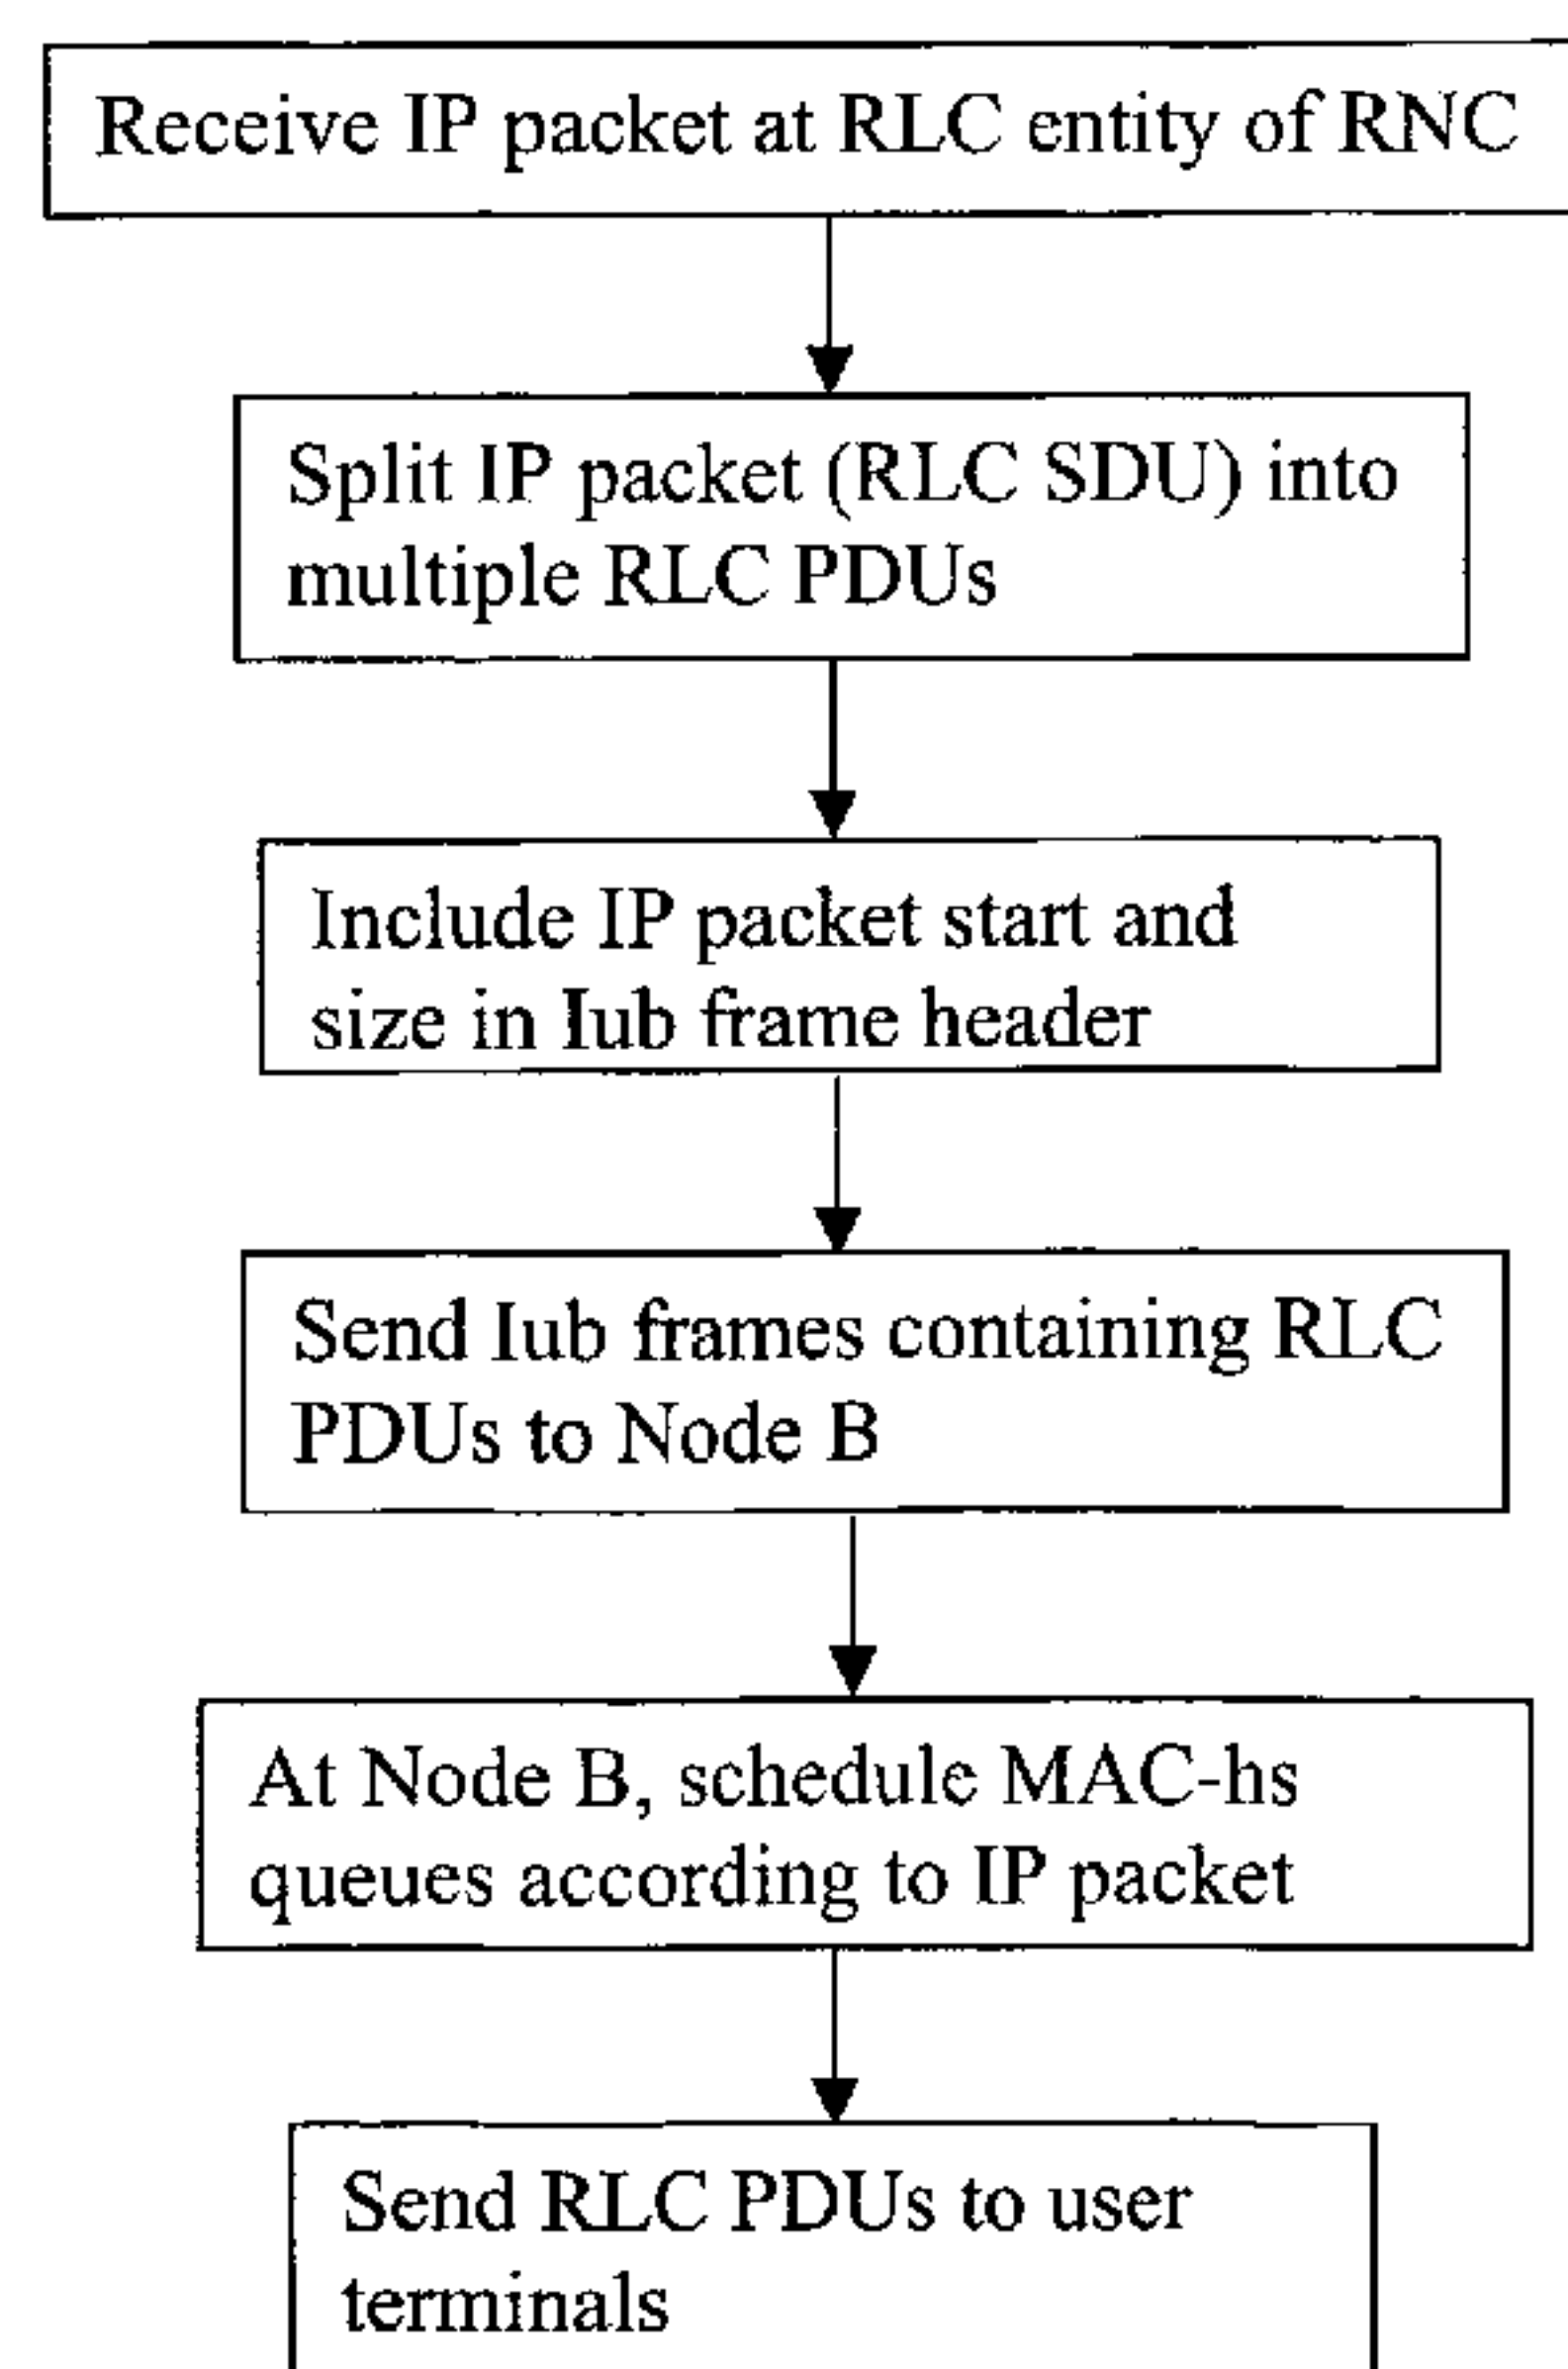 Receive IP packet at RLC entity of RNC
Split IP packet (RLC SDU) into
multiple RLC PDUs
Include IP packet start and
size in Iub frame header
Send Iub frames containing RLC
PDUs to Node B
At Node B, schedule MAC-hs
queues according to IP packet
Send RLC PDUs to user
terminals